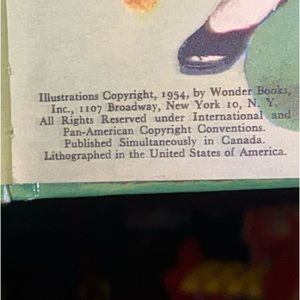 Illustrations Copyright, 1954, by Wonder Books,
Inc., 1107 Broadway, New York 10, N. Y.
All Rights Reserved under International and
Pan-American Copyright Conventions.
Published Simultaneously in Canada.
Lithographed in the United States of America.